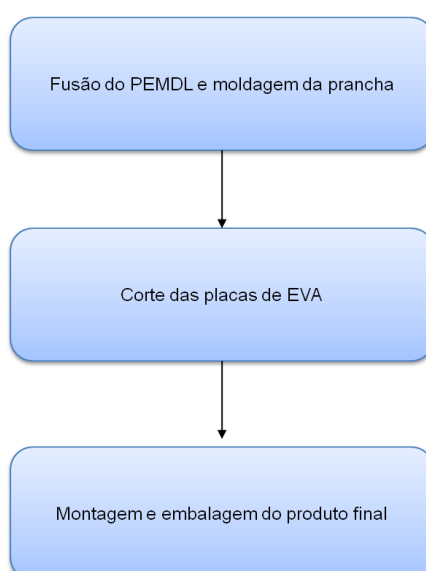 Fusão do PEMDL e moldagem da prancha
Corte das placas de EVA
Montagem e embalagem do produto final